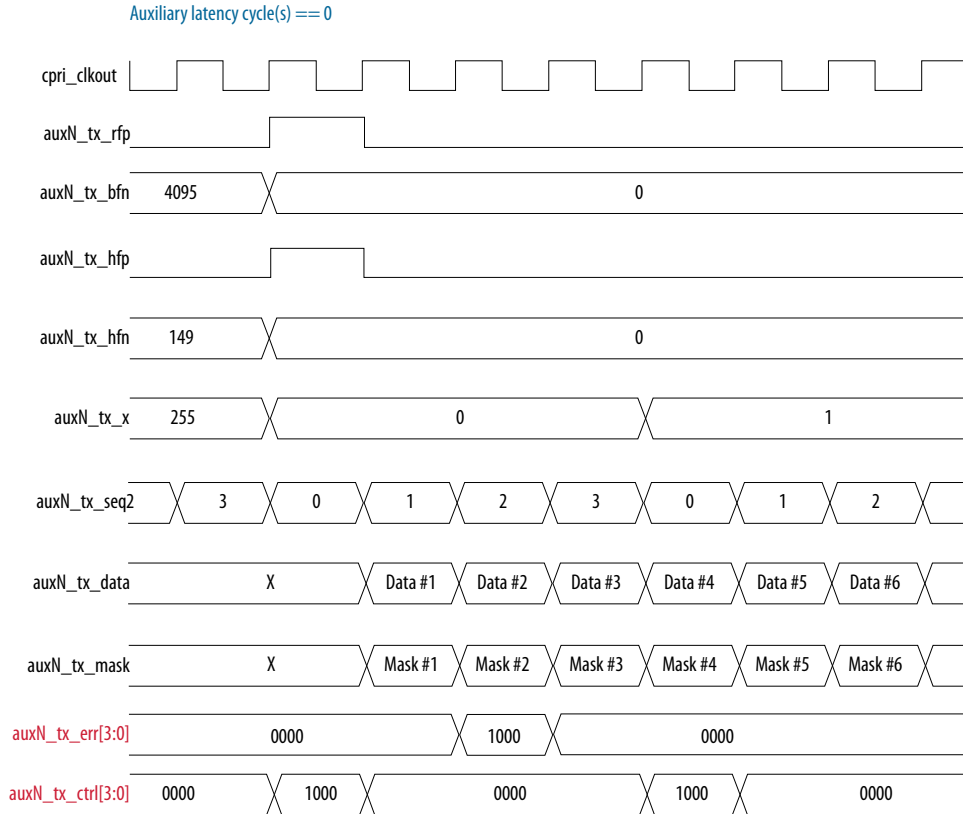 Auxiliary latency cycle(s) == 0
cpri_clkout
auxN_tx_rfp
auxN_tx_bfn 4095 0
auxN_tx_hfp
auxN_tx_hfn 149 0
auxN_tx_x 255 0 1
auxN_tx_seq 2 3 0 1 2 3 0 1 2
auxN_tx_data X Data #1 Data #2 Data #3 Data #4 Data #5 Data #6
auxN_tx_mask X Mask #1 Mask #2 Mask #3 Mask #4 Mask #5 Mask #6
auxN_tx_err[3:0] 0000 1000 0000
auxN_tx_ctrl[3:0] 0000 1000 0000 1000 0000